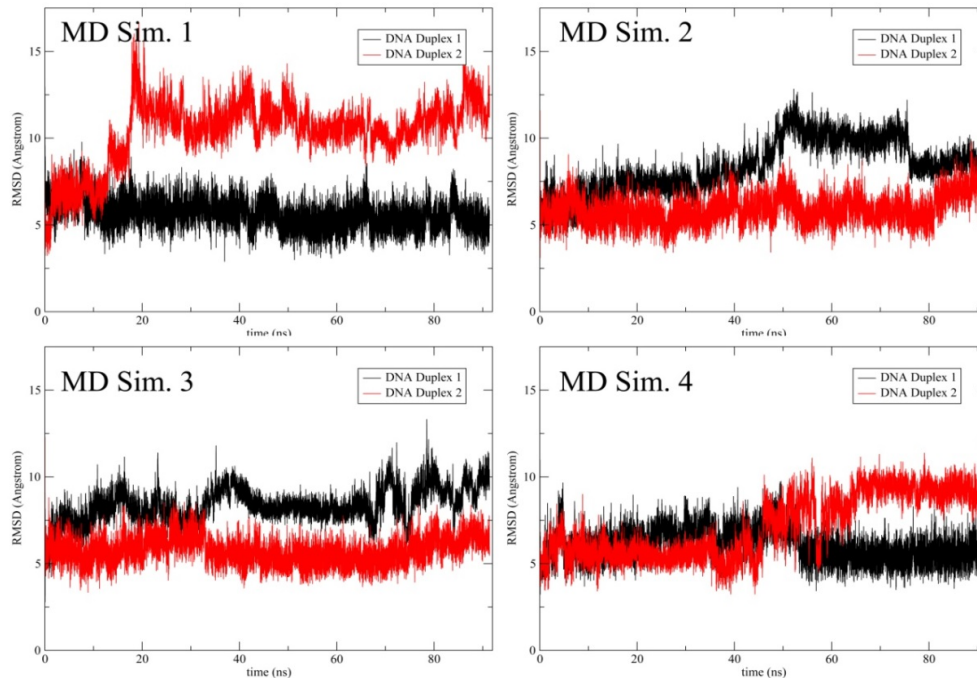 MD Sim. 1
DNA Duplex 1
DNA Duplex 2
RMSD (Angstrom)
15
10
5
0
0 20 40 60 80
time (ns)
MD Sim. 2
DNA Duplex 1
DNA Duplex 2
RMSD (Angstrom)
15
10
5
0
0 20 40 60 80
time (ns)
MD Sim. 3
DNA Duplex 1
DNA Duplex 2
RMSD (Angstrom)
15
10
5
0
0 20 40 60 80
time (ns)
MD Sim. 4
DNA Duplex 1
DNA Duplex 2
RMSD (Angstrom)
15
10
5
0
0 20 40 60 80
time (ns)